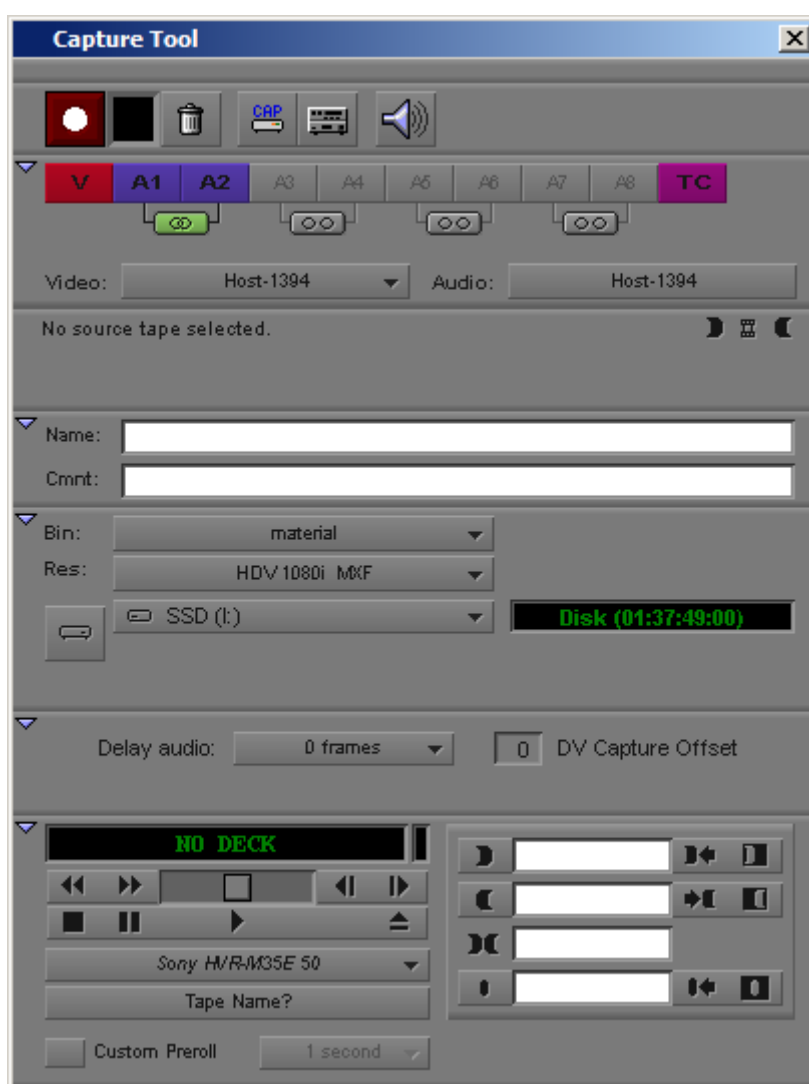 Capture Tool
CAP
V A1 A2 A3 A4 A5 A6 A7 A8 TC
Video: Host-1394 Audio: Host-1394
No source tape selected.
Name:
Cmnt:
Bin: material
Res: HDV 1080i MXF
SSD (I:) Disk (01:37:49:00)
Delay audio: 0 frames 0 DV Capture Offset
NO DECK
Sony HVR-M35E 50
Tape Name?
Custom Preroll 1 second